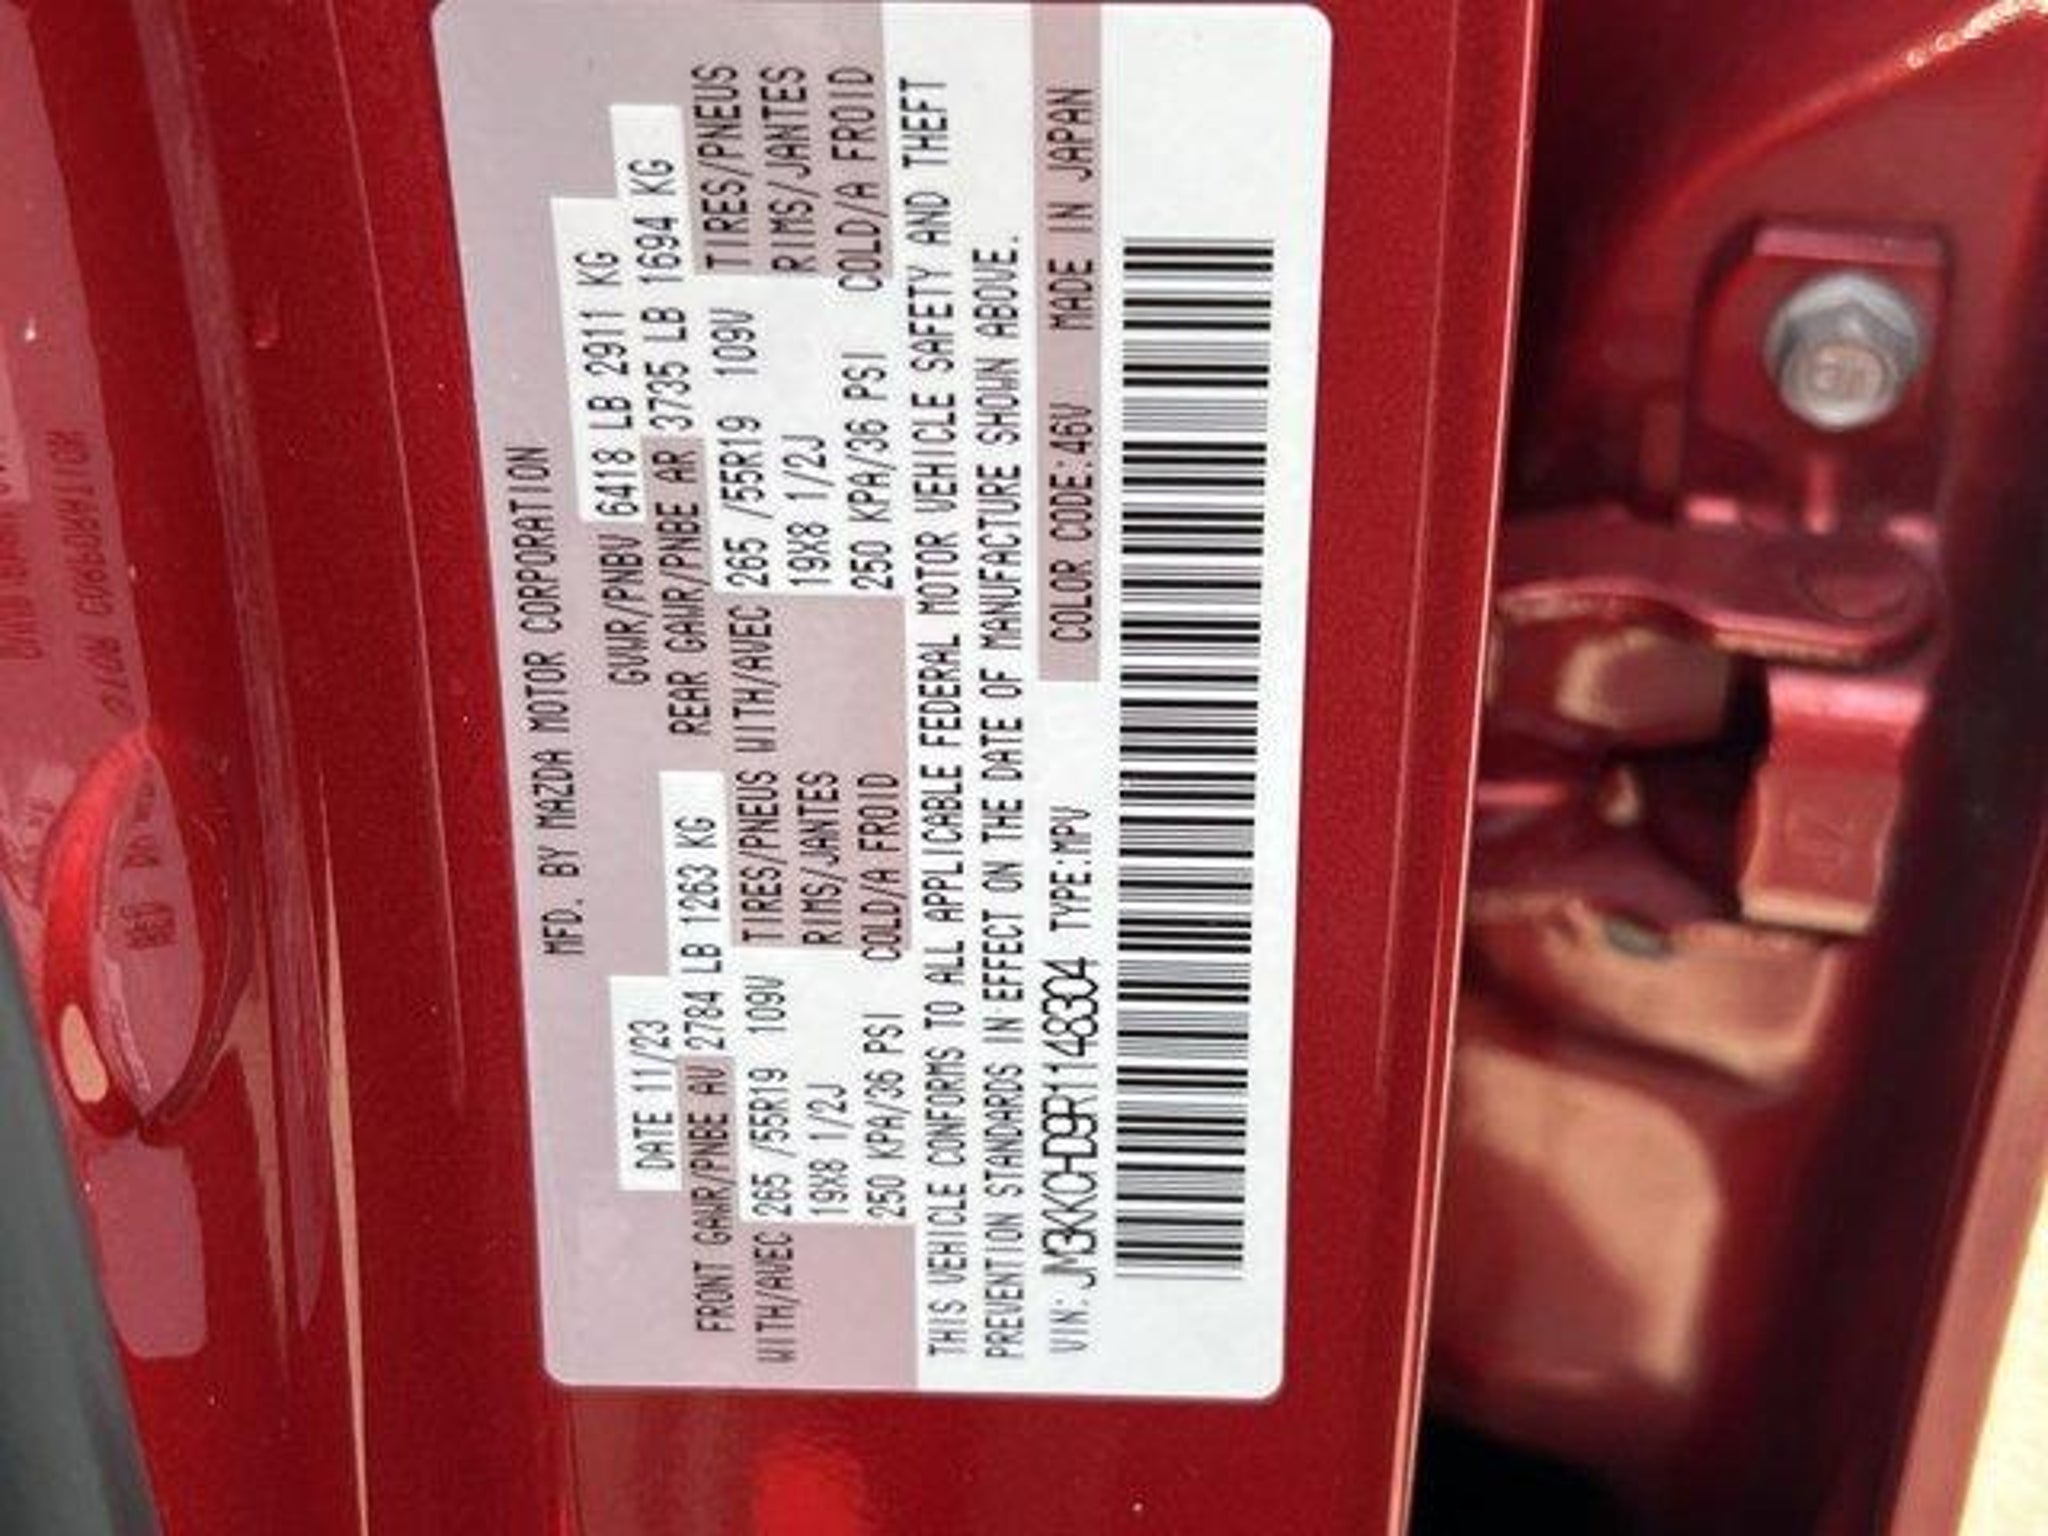 MFD. BY MAZDA MOTOR CORPORATION
DATE 11/23 GVWR/PNBV 6418 LB 2911 KG
FRONT GAWR/PNBE AV 2784 LB 1263 KG REAR GAWR/PNBE AR 3735 LB 1694 KG
WITH/AVEC 265 /55R19 109V TIRES/PNEUS WITH/AVEC 265 /55R19 109V TIRES/PNEUS
19X8 1/2J RIMS/JANTES 19X8 1/2J RIMS/JANTES
250 KPA/36 PSI COLD/A FROID 250 KPA/36 PSI COLD/A FROID
THIS VEHICLE CONFORMS TO ALL APPLICABLE FEDERAL MOTOR VEHICLE SAFETY AND THEFT
PREVENTION STANDARDS IN EFFECT ON THE DATE OF MANUFACTURE SHOWN ABOVE.
VIN: JM3KKCHD9R1148304 TYPE:MPV COLOR CODE:46V MADE IN JAPAN